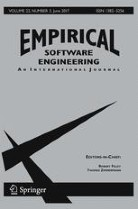 VOLUME 22, NUMBER 3, June 2017 ISSN 1382-3256
EMPIRICAL
SOFTWARE
ENGINEERING
AN INTERNATIONAL JOURNAL
EDITORS-IN-CHIEF:
ROBERT FELDT
THOMAS ZIMMERMANN
Springer